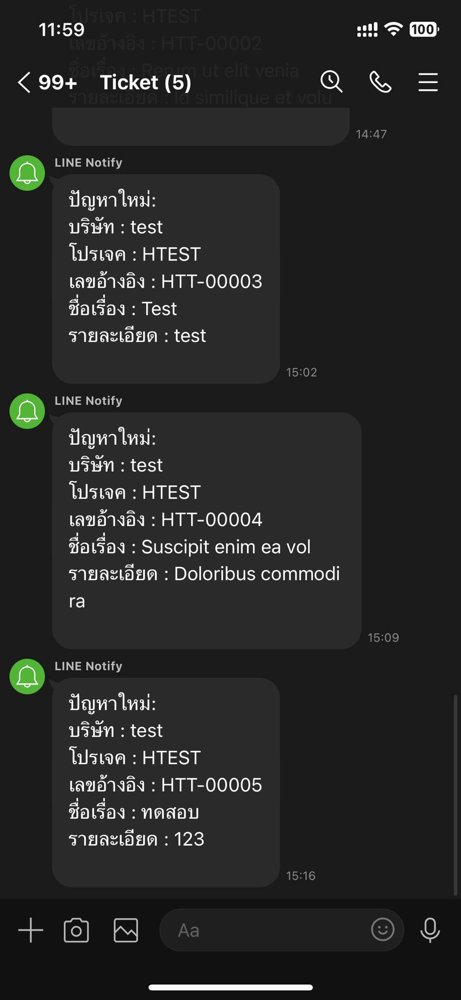 โปรเจค : HTEST
11:59
100
เลขอ้างอิง : HTT-00002
ชื่อเรื่อง : Rerum ut elit venia
99+ Ticket (5)
รายละเอียด : Id similique et volu
14:47
LINE Notify
ปัญหาใหม่:
บริษัท : test
โปรเจค : HTEST
เลขอ้างอิง : HTT-00003
ชื่อเรื่อง : Test
รายละเอียด : test
15:02
LINE Notify
ปัญหาใหม่:
บริษัท : test
โปรเจค : HTEST
เลขอ้างอิง : HTT-00004
ชื่อเรื่อง : Suscipit enim ea vol
รายละเอียด : Doloribus commodi
ra
15:09
LINE Notify
ปัญหาใหม่:
บริษัท : test
โปรเจค : HTEST
เลขอ้างอิง : HTT-00005
ชื่อเรื่อง : ทดสอบ
รายละเอียด : 123
15:16
Aa